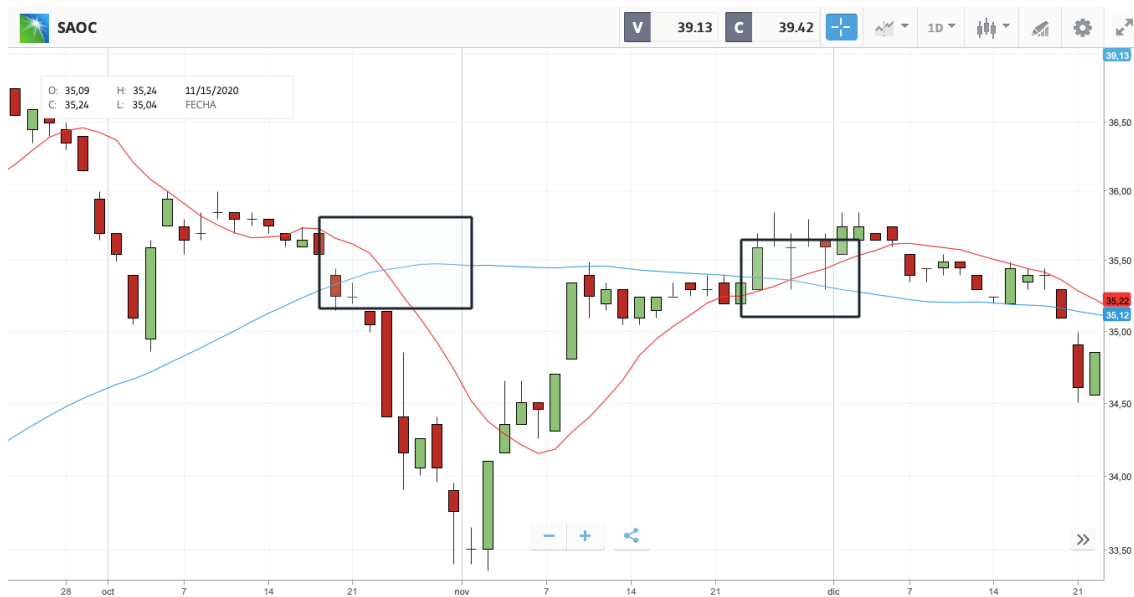 SAOC V 39.13 C 39.42 1D
39,13
O: 35,09 H: 35,24 11/15/2020
C: 35,24 L: 35,04 FECHA
36,50
36,00
35,50
35,22
35,12
35,00
34,50
34,00
33,50
28 oct 7 14 21 nov 7 14 21 dic 7 14 21